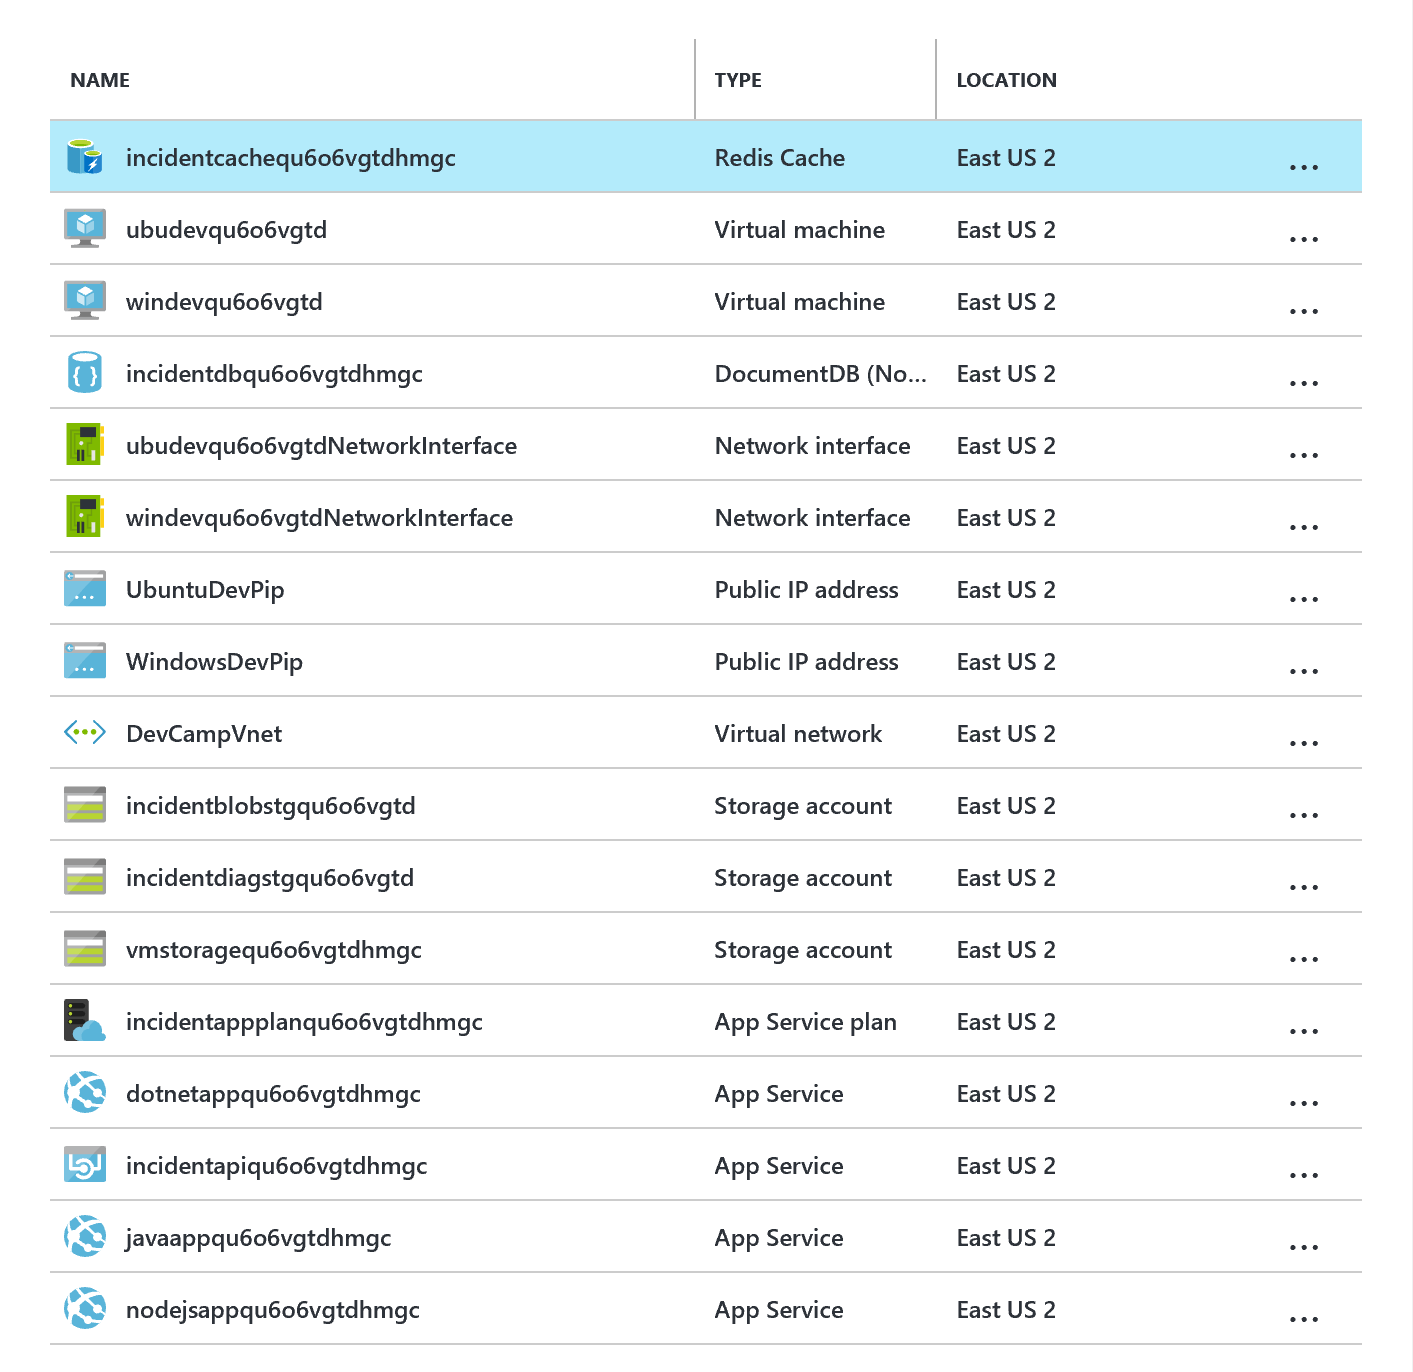 NAME TYPE LOCATION
incidentcachequ6o6vgtdhmgc Redis Cache East US 2 ...
ubudevqu6o6vgtd Virtual machine East US 2 ...
windevqu6o6vgtd Virtual machine East US 2 ...
incidentdbqu6o6vgtdhmgc DocumentDB (No... East US 2 ...
ubudevqu6o6vgtdNetworkInterface Network interface East US 2 ...
windevqu6o6vgtdNetworkInterface Network interface East US 2 ...
UbuntuDevPip Public IP address East US 2 ...
WindowsDevPip Public IP address East US 2 ...
DevCampVnet Virtual network East US 2 ...
incidentblobstgqu6o6vgtd Storage account East US 2 ...
incidentdiagstgqu6o6vgtd Storage account East US 2 ...
vmstoragequ6o6vgtdhmgc Storage account East US 2 ...
incidentappplanqu6o6vgtdhmgc App Service plan East US 2 ...
dotnetappqu6o6vgtdhmgc App Service East US 2 ...
incidentapiqu6o6vgtdhmgc App Service East US 2 ...
javaappqu6o6vgtdhmgc App Service East US 2 ...
nodejsappqu6o6vgtdhmgc App Service East US 2 ...